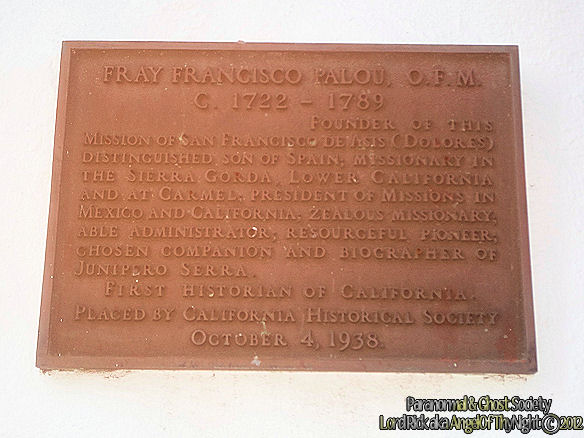 FRAY FRANCISCO PALOU, O.F.M.
C. 1722 – 1789
FOUNDER OF THIS
MISSION OF SAN FRANCISCO DE ASIS (DOLORES)
DISTINGUISHED SON OF SPAIN, MISSIONARY IN
THE SIERRA GORDA, LOWER CALIFORNIA
AND AT CARMEL, PRESIDENT OF MISSIONS IN
MEXICO AND CALIFORNIA. ZEALOUS MISSIONARY,
ABLE ADMINISTRATOR, RESOURCEFUL PIONEER,
CHOSEN COMPANION AND BIOGRAPHER OF
JUNIPERO SERRA.
FIRST HISTORIAN OF CALIFORNIA.
PLACED BY CALIFORNIA HISTORICAL SOCIETY
OCTOBER 4, 1938.
Paranormal & Ghost Society
Lord Rick aka AngelOfThyNight © 2012